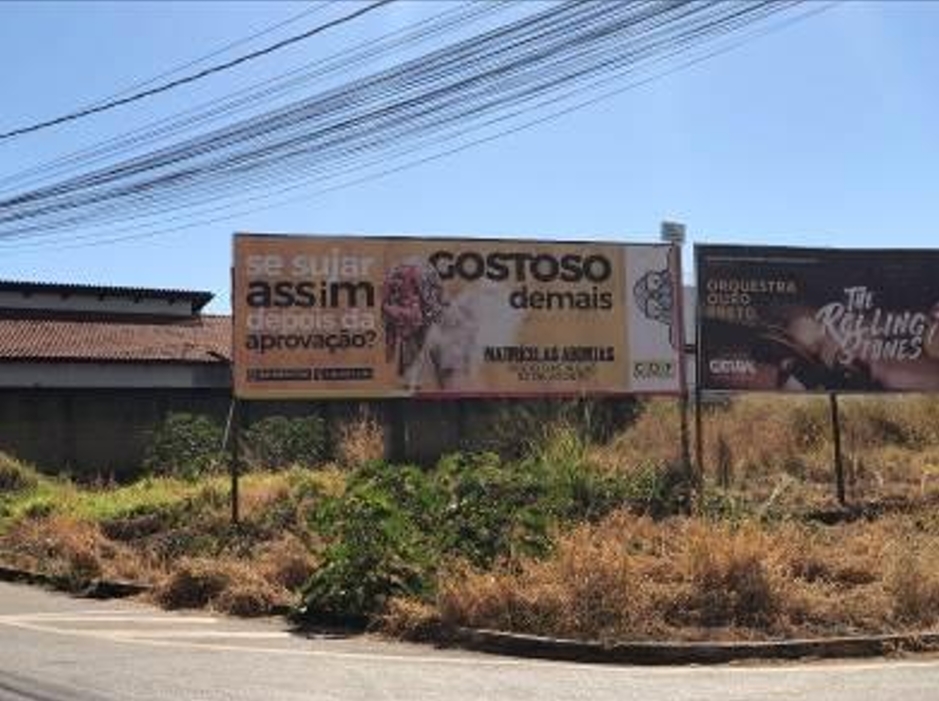 se sujar
assim
depois da
aprovação?
GOSTOSO
demais
MATRÍCULAS ABERTAS
ORQUESTRA
OURO
PRETO
THE
ROLLING
STONES